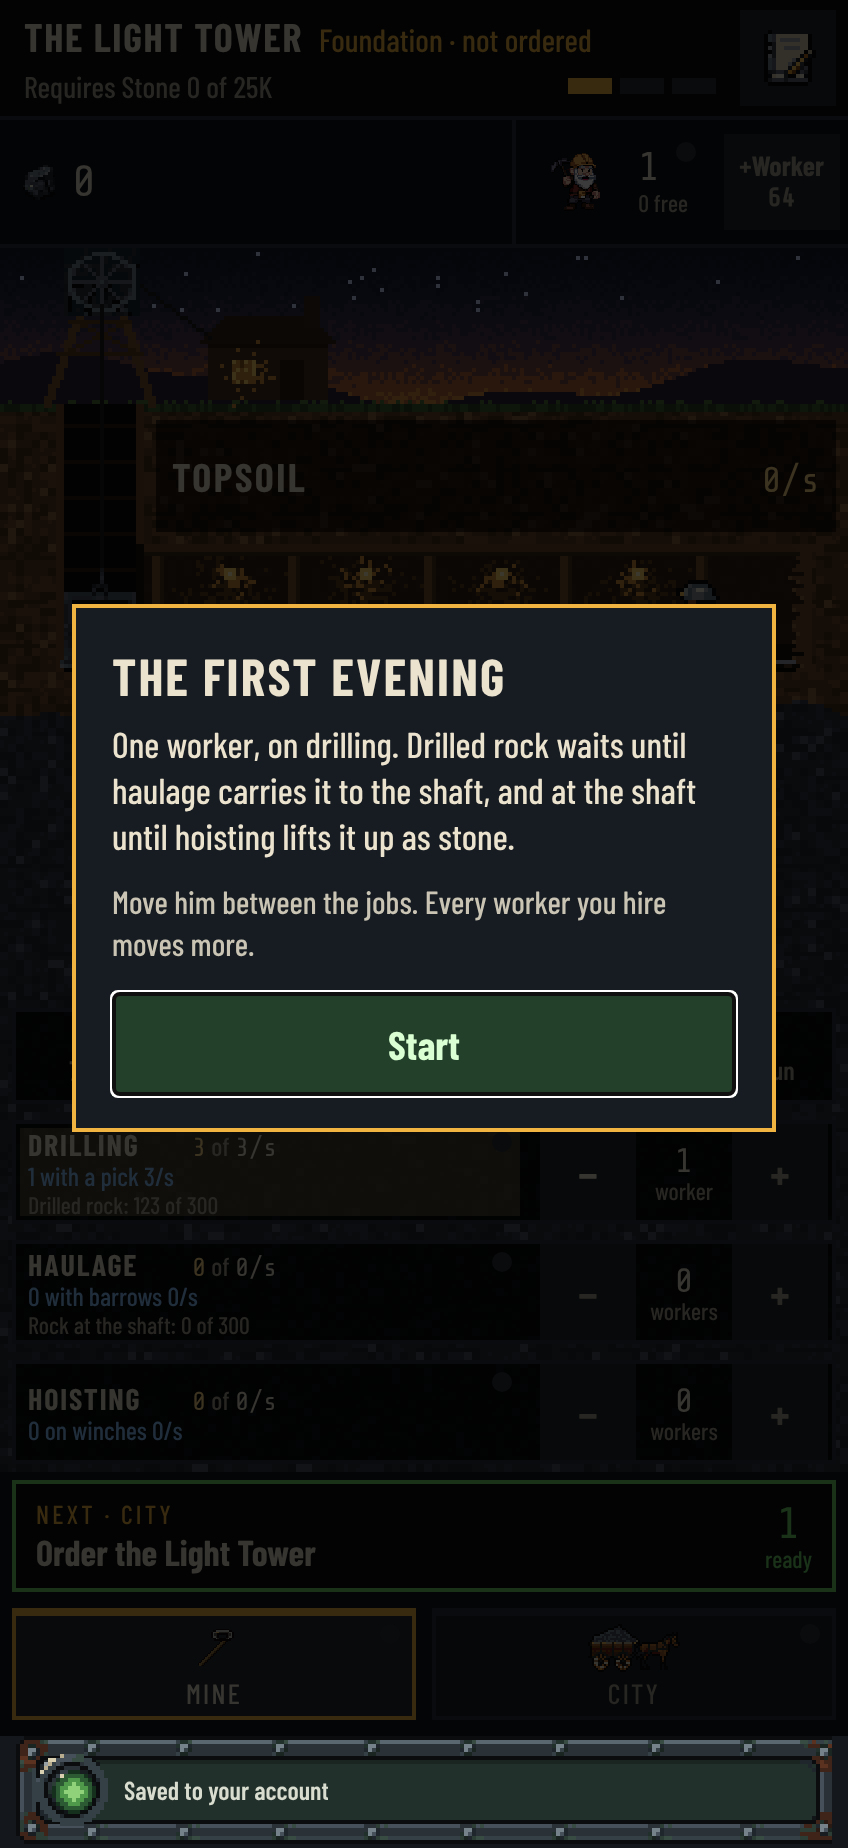 THE LIGHT TOWER Foundation · not ordered
Requires Stone 0 of 25K
0
1
0 free
+Worker
64
TOPSOIL 0/s
THE FIRST EVENING
One worker, on drilling. Drilled rock waits until
haulage carries it to the shaft, and at the shaft
until hoisting lifts it up as stone.
Move him between the jobs. Every worker you hire
moves more.
Start
DRILLING 3 of 3/s
1 with a pick 3/s
Drilled rock: 123 of 300
− 1 +
worker
HAULAGE 0 of 0/s
0 with barrows 0/s
Rock at the shaft: 0 of 300
− 0 +
workers
HOISTING 0 of 0/s
0 on winches 0/s
− 0 +
workers
NEXT · CITY
Order the Light Tower
1
ready
MINE
CITY
Saved to your account